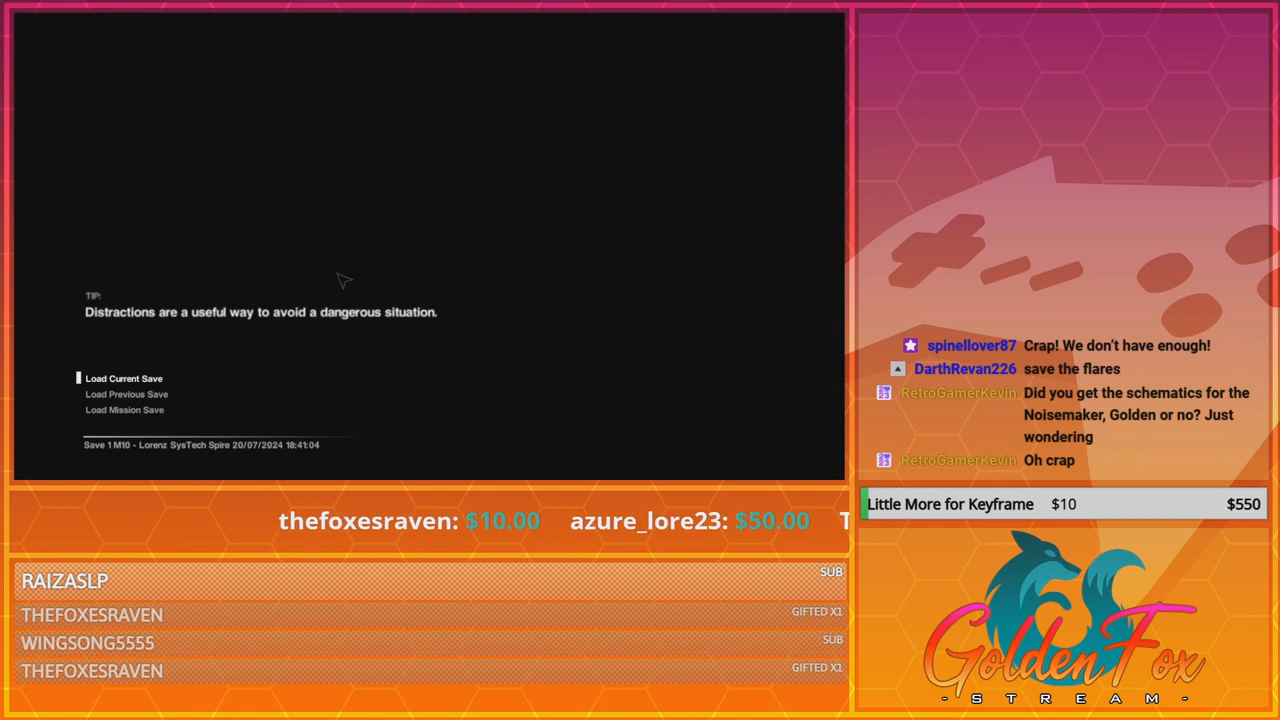 TIP:
Distractions are a useful way to avoid a dangerous situation.
Load Current Save
Load Previous Save
Load Mission Save
Save 1 M10 - Lorenz SysTech Spire 20/07/2024 18:41:04
spinellover87 Crap! We don't have enough!
DarthRevan226 save the flares
RetroGamerKevin Did you get the schematics for the
Noisemaker, Golden or no? Just
wondering
RetroGamerKevin Oh crap
Little More for Keyframe $10 $550
thefoxesraven: $10.00 azure_lore23: $50.00 T
RAIZASLP SUB
THEFOXESRAVEN GIFTED X1
WINGSONG5555 SUB
THEFOXESRAVEN GIFTED X1
GoldenFox
- STREAM -